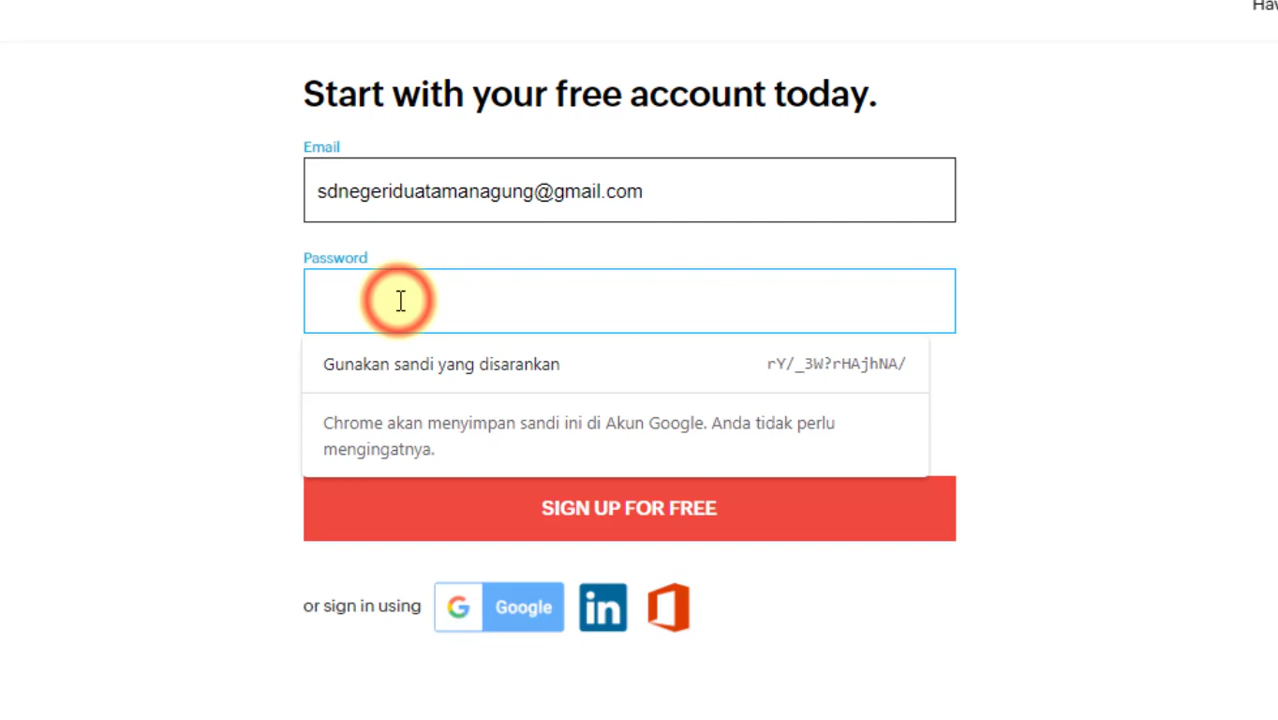 Start with your free account today.
Email
sdnegeriduatamanagung@gmail.com
Password
Gunakan sandi yang disarankan rY/_3W?rHAjhNA/
Chrome akan menyimpan sandi ini di Akun Google. Anda tidak perlu
mengingatnya.
SIGN UP FOR FREE
or sign in using G Google in